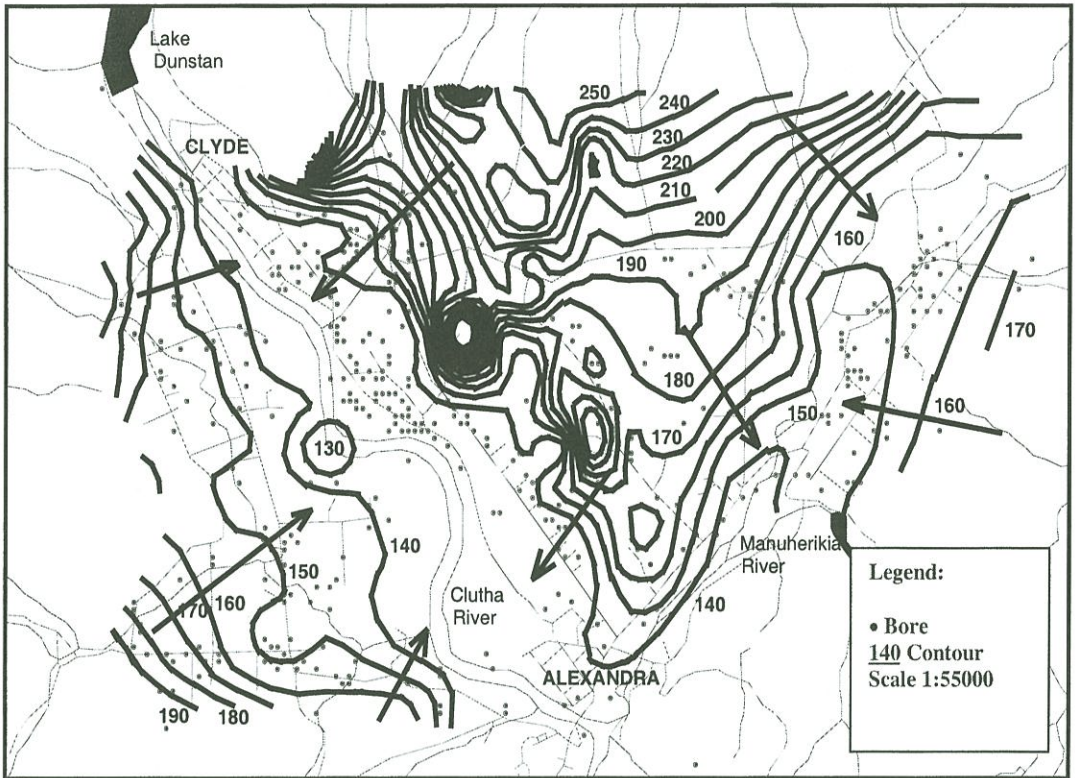 Lake
Dunstan
CLYDE
250
240
230
220
210
200
190
160
170
180
150
160
170
130
140
150
160
170
190
180
Clutha
River
140
Manuherikia
River
ALEXANDRA
Legend:
• Bore
140 Contour
Scale 1:55000